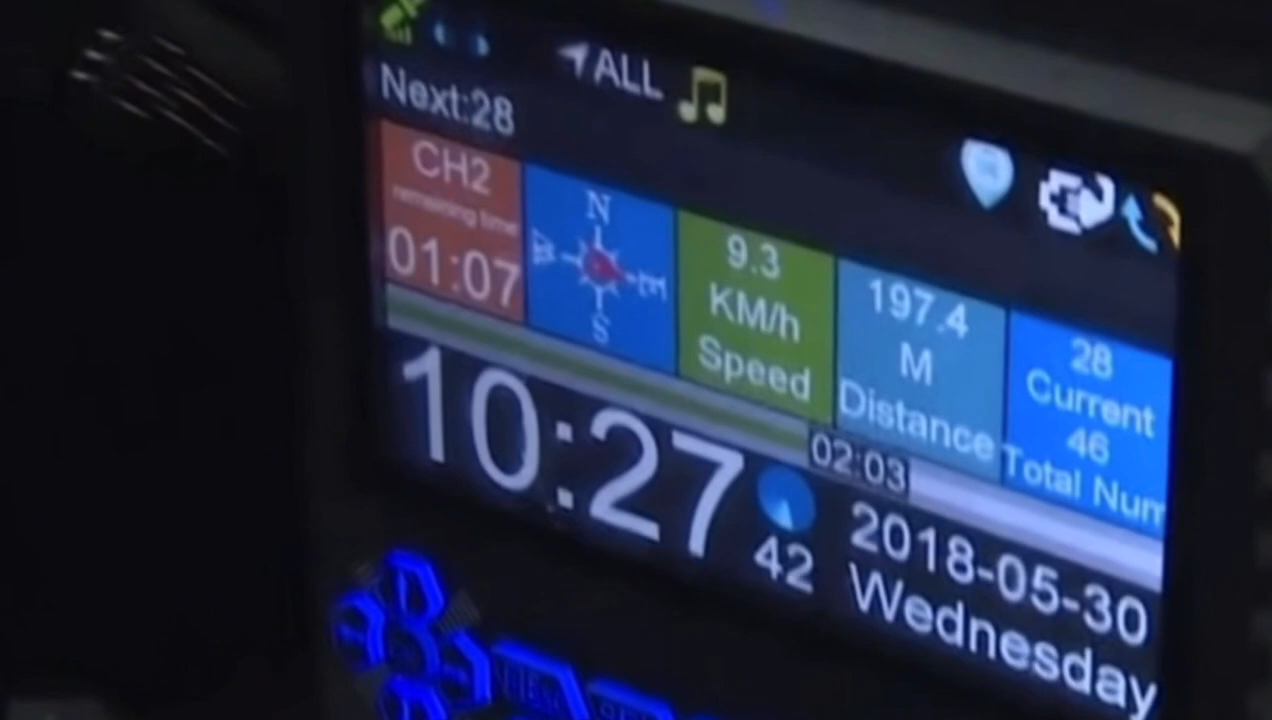 ALL
Next:28
CH2
remaining time
01:07
N
W
E
S
9.3
KM/h
Speed
197.4
M
Distance
28
Current
46
Total Num
02:03
10:27
42
2018-05-30
Wednesday